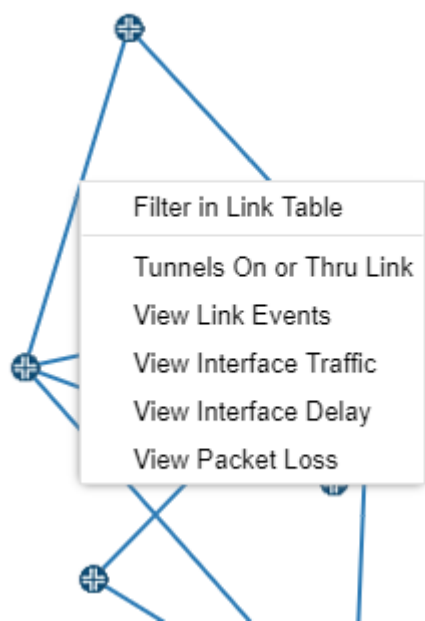 Filter in Link Table
Tunnels On or Thru Link
View Link Events
View Interface Traffic
View Interface Delay
View Packet Loss